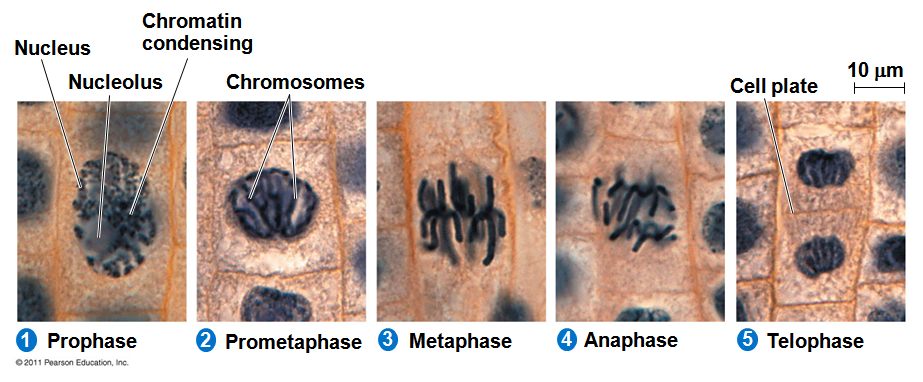 Chromatin
condensing
Nucleus
Nucleolus
Chromosomes
Cell plate
10 μm
1 Prophase
2 Prometaphase
3 Metaphase
4 Anaphase
5 Telophase
© 2011 Pearson Education, Inc.